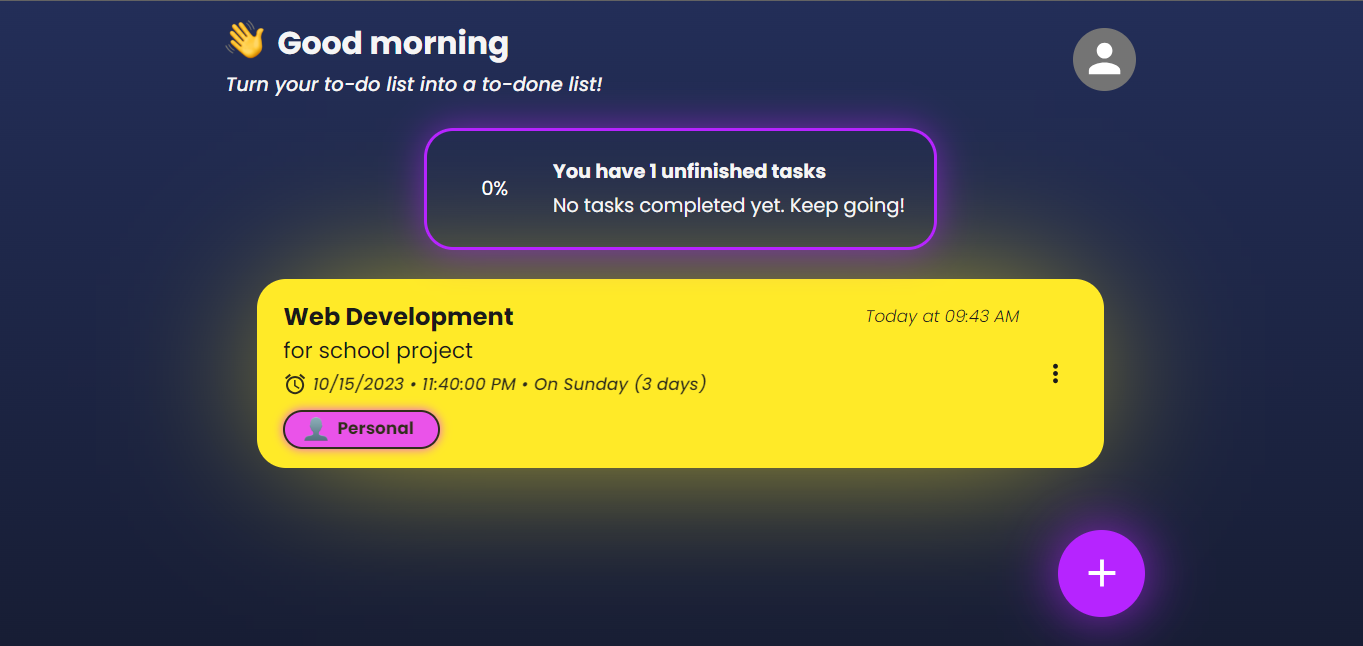 👋 Good morning
Turn your to-do list into a to-done list!
0%
You have 1 unfinished tasks
No tasks completed yet. Keep going!
Web Development
Today at 09:43 AM
for school project
10/15/2023 • 11:40:00 PM • On Sunday (3 days)
👤 Personal
+